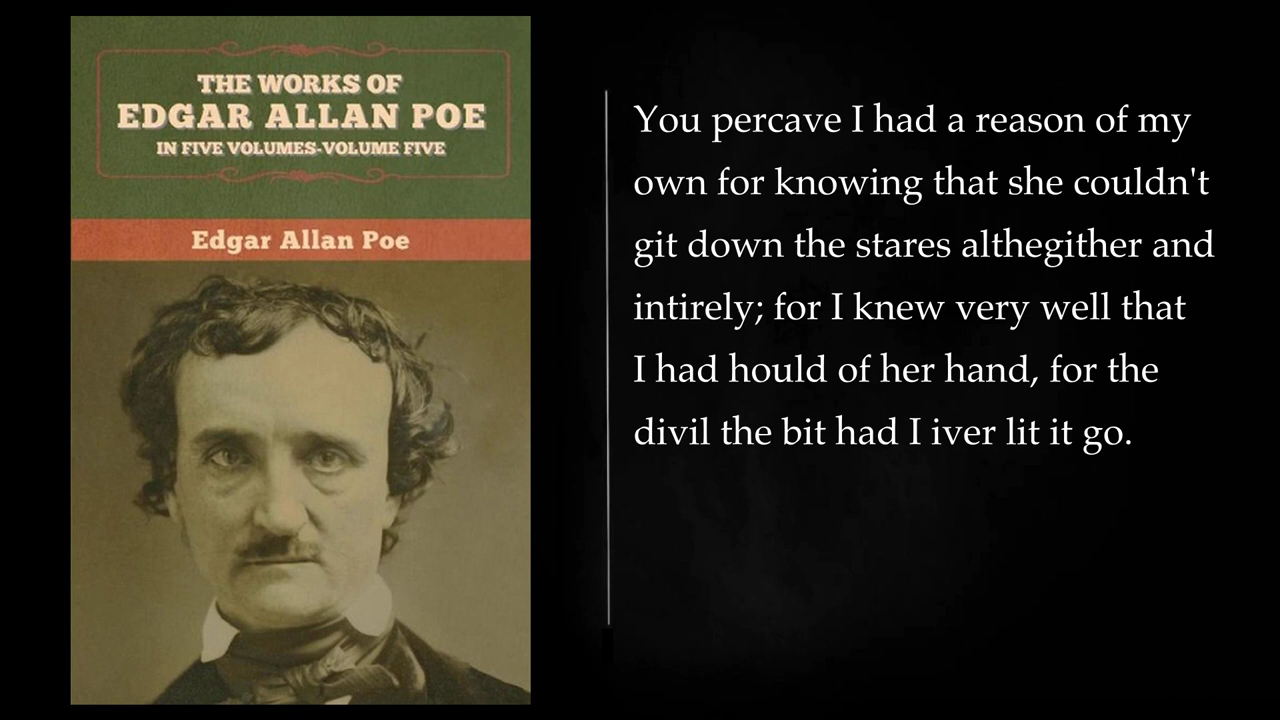 THE WORKS OF
EDGAR ALLAN POE
IN FIVE VOLUMES-VOLUME FIVE
Edgar Allan Poe
You percave I had a reason of my
own for knowing that she couldn't
git down the stares althegither and
intirely; for I knew very well that
I had hould of her hand, for the
divil the bit had I iver lit it go.